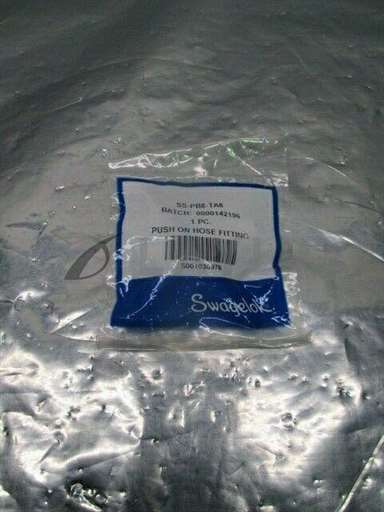 SS-PB8-TA8
BATCH: 0000142196
1 PC.
PUSH ON HOSE FITTING
Swagelok